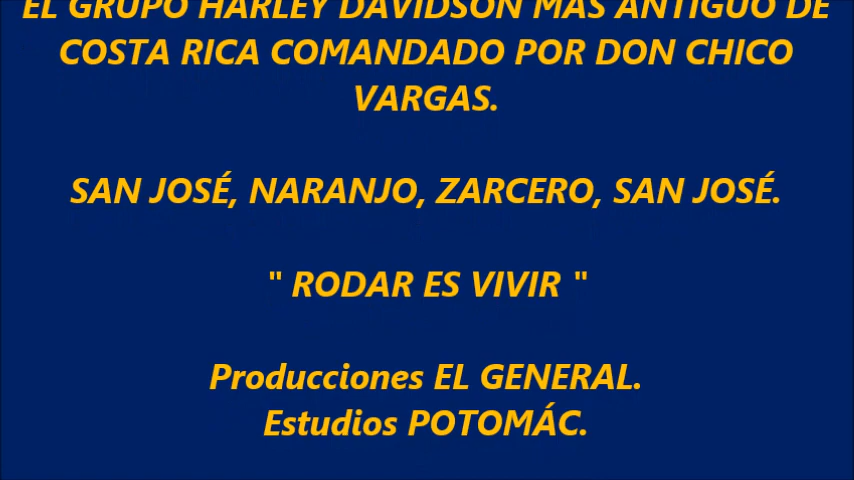 EL GRUPO HARLEY DAVIDSON MAS ANTIGUO DE
COSTA RICA COMANDADO POR DON CHICO
VARGAS.
SAN JOSÉ, NARANJO, ZARCERO, SAN JOSÉ.
" RODAR ES VIVIR "
Producciones EL GENERAL.
Estudios POTOMÁC.